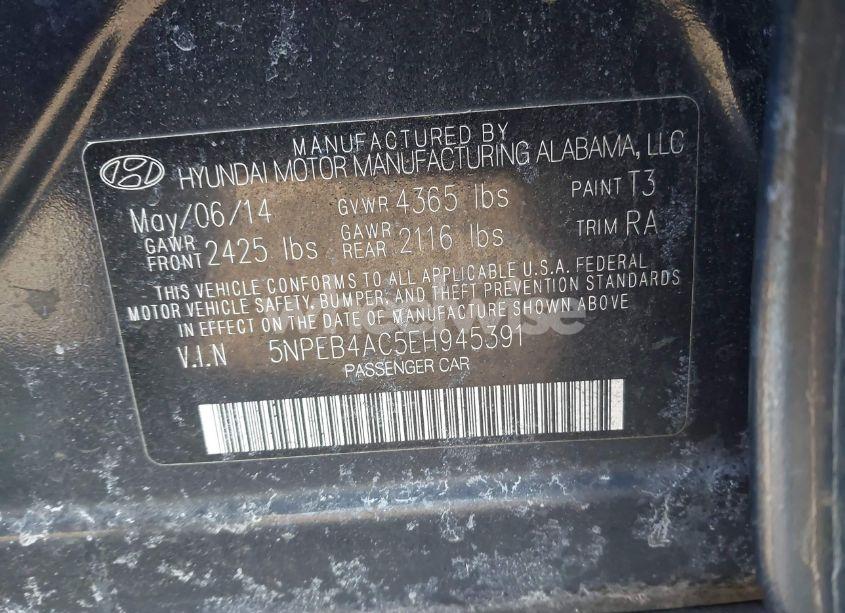 MANUFACTURED BY
HYUNDAI MOTOR MANUFACTURING ALABAMA, LLC
May/06/14 GVWR 4365 lbs PAINT T3
GAWR FRONT 2425 lbs GAWR REAR 2116 lbs TRIM RA
THIS VEHICLE CONFORMS TO ALL APPLICABLE U.S.A. FEDERAL
MOTOR VEHICLE SAFETY, BUMPER, AND THEFT PREVENTION STANDARDS
IN EFFECT ON THE DATE OF MANUFACTURE SHOWN ABOVE
V.I.N 5NPEB4AC5EH945391
PASSENGER CAR